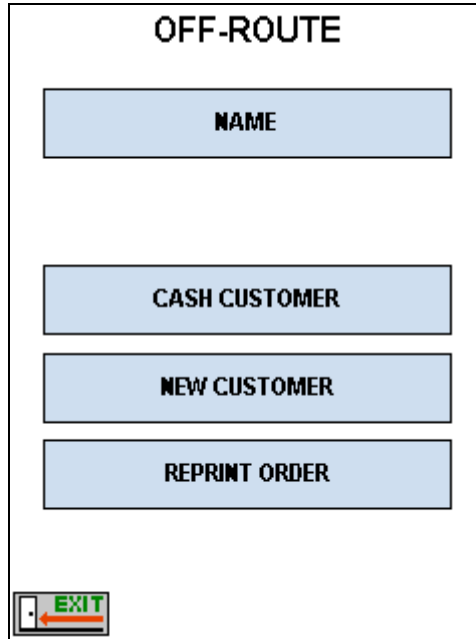 OFF-ROUTE
NAME
CASH CUSTOMER
NEW CUSTOMER
REPRINT ORDER
EXIT